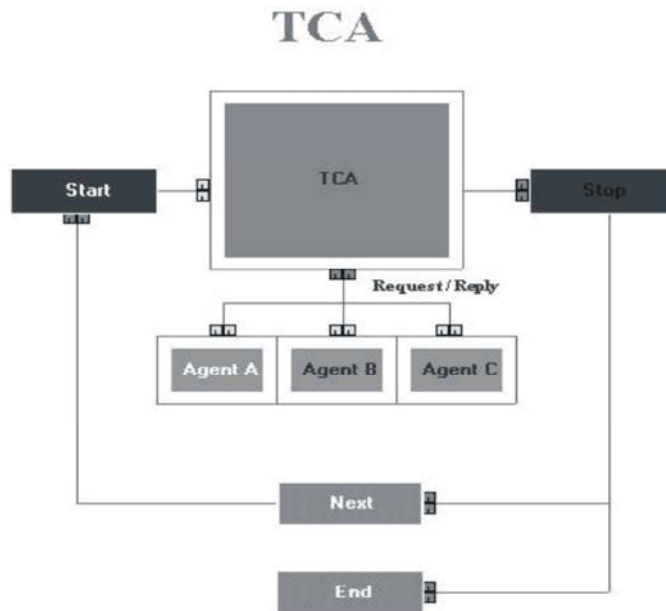 TCA
TCA
Start
Stop
Request / Reply
Agent A
Agent B
Agent C
Next
End